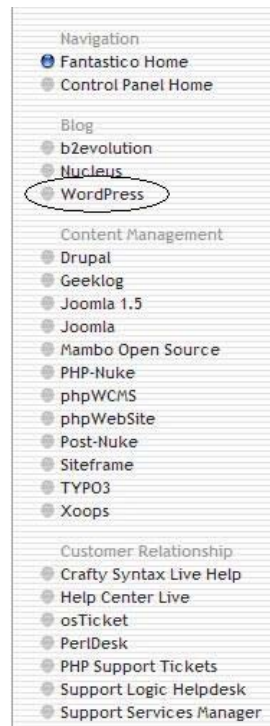 Navigation
Fantastico Home
Control Panel Home
Blog
b2evolution
Nucleus
WordPress
Content Management
Drupal
Geeklog
Joomla 1.5
Joomla
Mambo Open Source
PHP-Nuke
phpWCMS
phpWebSite
Post-Nuke
Siteframe
TYPO3
Xoops
Customer Relationship
Crafty Syntax Live Help
Help Center Live
osTicket
PerlDesk
PHP Support Tickets
Support Logic Helpdesk
Support Services Manager